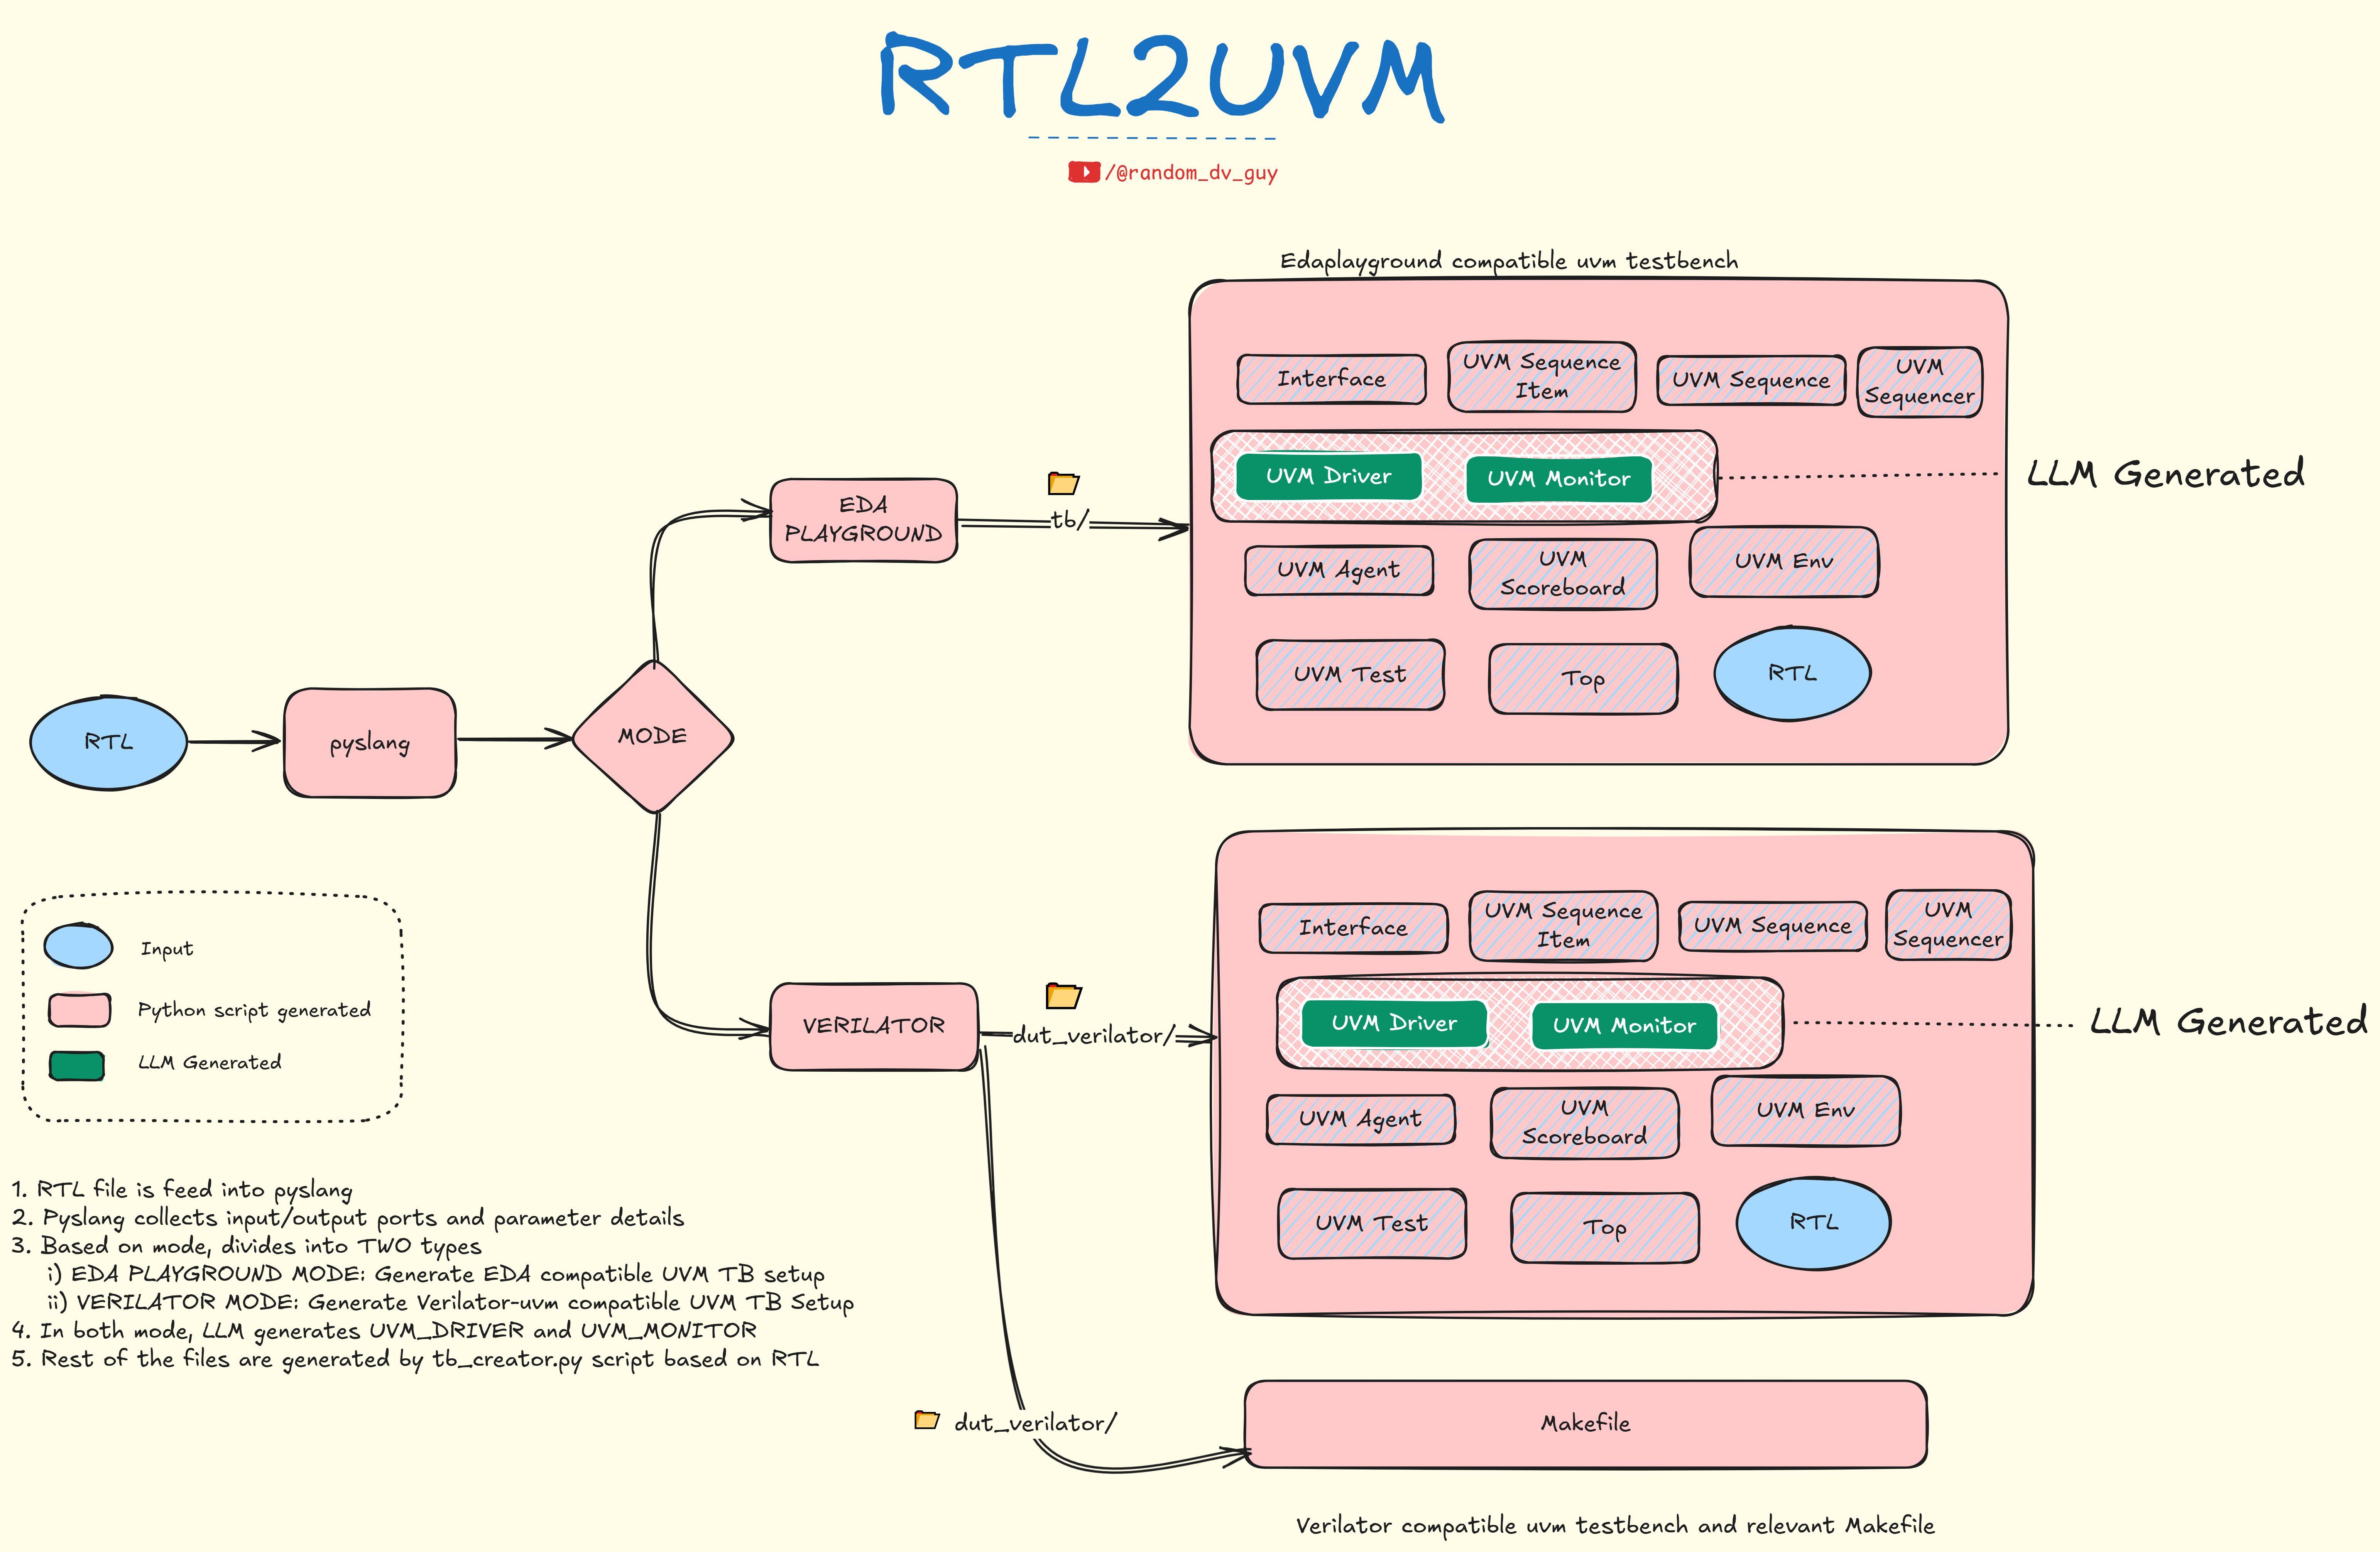 RTL2UVM
/@random_dv_guy
Edaplayground compatible uvm testbench
Interface
UVM Sequence
Item
UVM Sequence
UVM
Sequencer
UVM Driver
UVM Monitor
LLM Generated
UVM Agent
UVM
Scoreboard
UVM Env
UVM Test
Top
RTL
EDA
PLAYGROUND
tb/
RTL
pyslang
MODE
VERILATOR
dut_verilator/
Interface
UVM Sequence
Item
UVM Sequence
UVM
Sequencer
UVM Driver
UVM Monitor
LLM Generated
UVM Agent
UVM
Scoreboard
UVM Env
UVM Test
Top
RTL
Input
Python script generated
LLM Generated
1. RTL file is feed into pyslang
2. Pyslang collects input/output ports and parameter details
3. Based on mode, divides into TWO types
i) EDA PLAYGROUND MODE: Generate EDA compatible UVM TB setup
ii) VERILATOR MODE: Generate Verilator-uvm compatible UVM TB Setup
4. In both mode, LLM generates UVM_DRIVER and UVM_MONITOR
5. Rest of the files are generated by tb_creator.py script based on RTL
dut_verilator/
Makefile
Verilator compatible uvm testbench and relevant Makefile